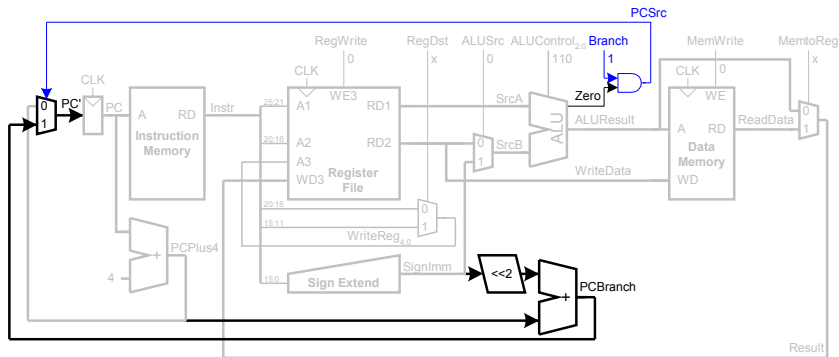 PCSrc
RegWrite RegDst ALUSrc ALUControl2:0 Branch MemWrite MemtoReg
0 x 0 110 1 0 x
CLK CLK CLK
0 PC' PC A RD Instr 25:21 A1 WE3 RD1 SrcA Zero WE 0
1
Instruction Memory
20:16 A2 RD2 0 SrcB ALU ALUResult A RD ReadData 1
A3 1
Data Memory
WD3 Register File WriteData WD
20:16 0
15:11 1
WriteReg4:0
PCPlus4
+
4
SignImm
15:0 Sign Extend <<2
PCBranch
+
Result